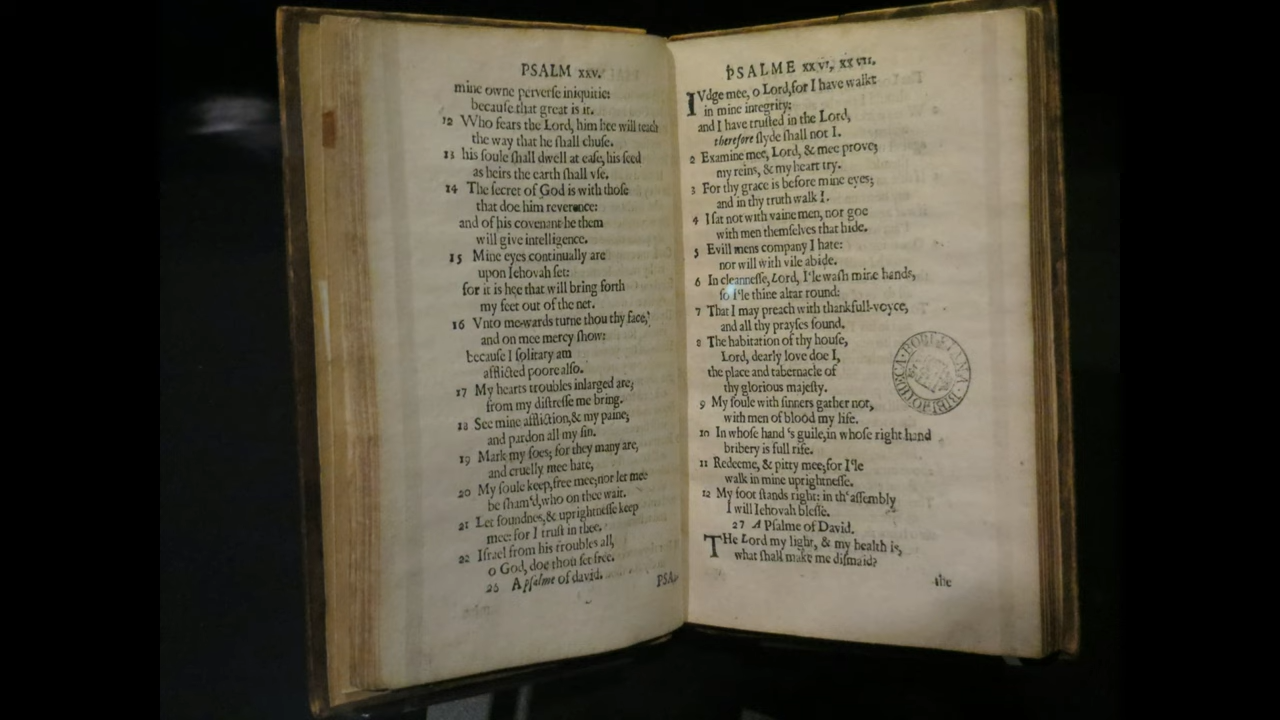 PSALM xxv.
mine owne perverse iniquitie:
because that great is it.
12 Who fears the Lord, him hee will teach
the way that he shall chuse.
13 his soule shall dwell at ease, his seed
as heirs the earth shall vse.
14 The secret of God is with those
that doe him reverence:
and of his covenant he them
will give intelligence.
15 Mine eyes continually are
upon Iehovah set:
for it is hee that will bring forth
my feet out of the net.
16 Vnto me-wards turne thou thy face,
and on mee mercy show:
because I solitary am
afflicted poore also.
17 My hearts troubles inlarged are;
from my distresse me bring.
18 See mine affliction, & my paine;
and pardon all my sin.
19 Mark my foes; for they many are,
and cruelly mee hate,
20 My soule keep, free mee; nor let mee
be sham'd, who on thee wait.
21 Let soundnes, & uprightnesse keep
mee: for I trust in thee.
22 Israel from his troubles all,
o God, doe thou set free.
26 A psalme of david.
PSA
PSALME xxvi, xxvii.
IVdge mee, o Lord, for I have walkt
in mine integrity:
and I have trusted in the Lord,
therefore slyde shall not I.
2 Examine mee, Lord, & mee prove;
my reins, & my heart try.
3 For thy grace is before mine eyes;
and in thy truth walk I.
4 I sat not with vaine men, nor goe
with men themselves that hide.
5 Evill mens company I hate:
nor will with vile abide.
6 In cleannesse, Lord, I'le wash mine hands,
so I'le thine altar round:
7 That I may preach with thankfull-voyce,
and all thy prayses sound.
8 The habitation of thy house,
Lord, dearly love doe I,
the place and tabernacle of
thy glorious majesty.
9 My soule with sinners gather not,
with men of blood my life.
10 In whose hand 's guile, in whose right hand
bribery is full rife.
11 Redeeme, & pitty mee; for I'le
walk in mine uprightnesse.
12 My foot stands right: in th' assembly
I will Iehovah blesse.
27 A Psalme of David.
THe Lord my light, & my health is,
what shall make me dismaid?
the
BIBLIOTHECA BODLEIANA